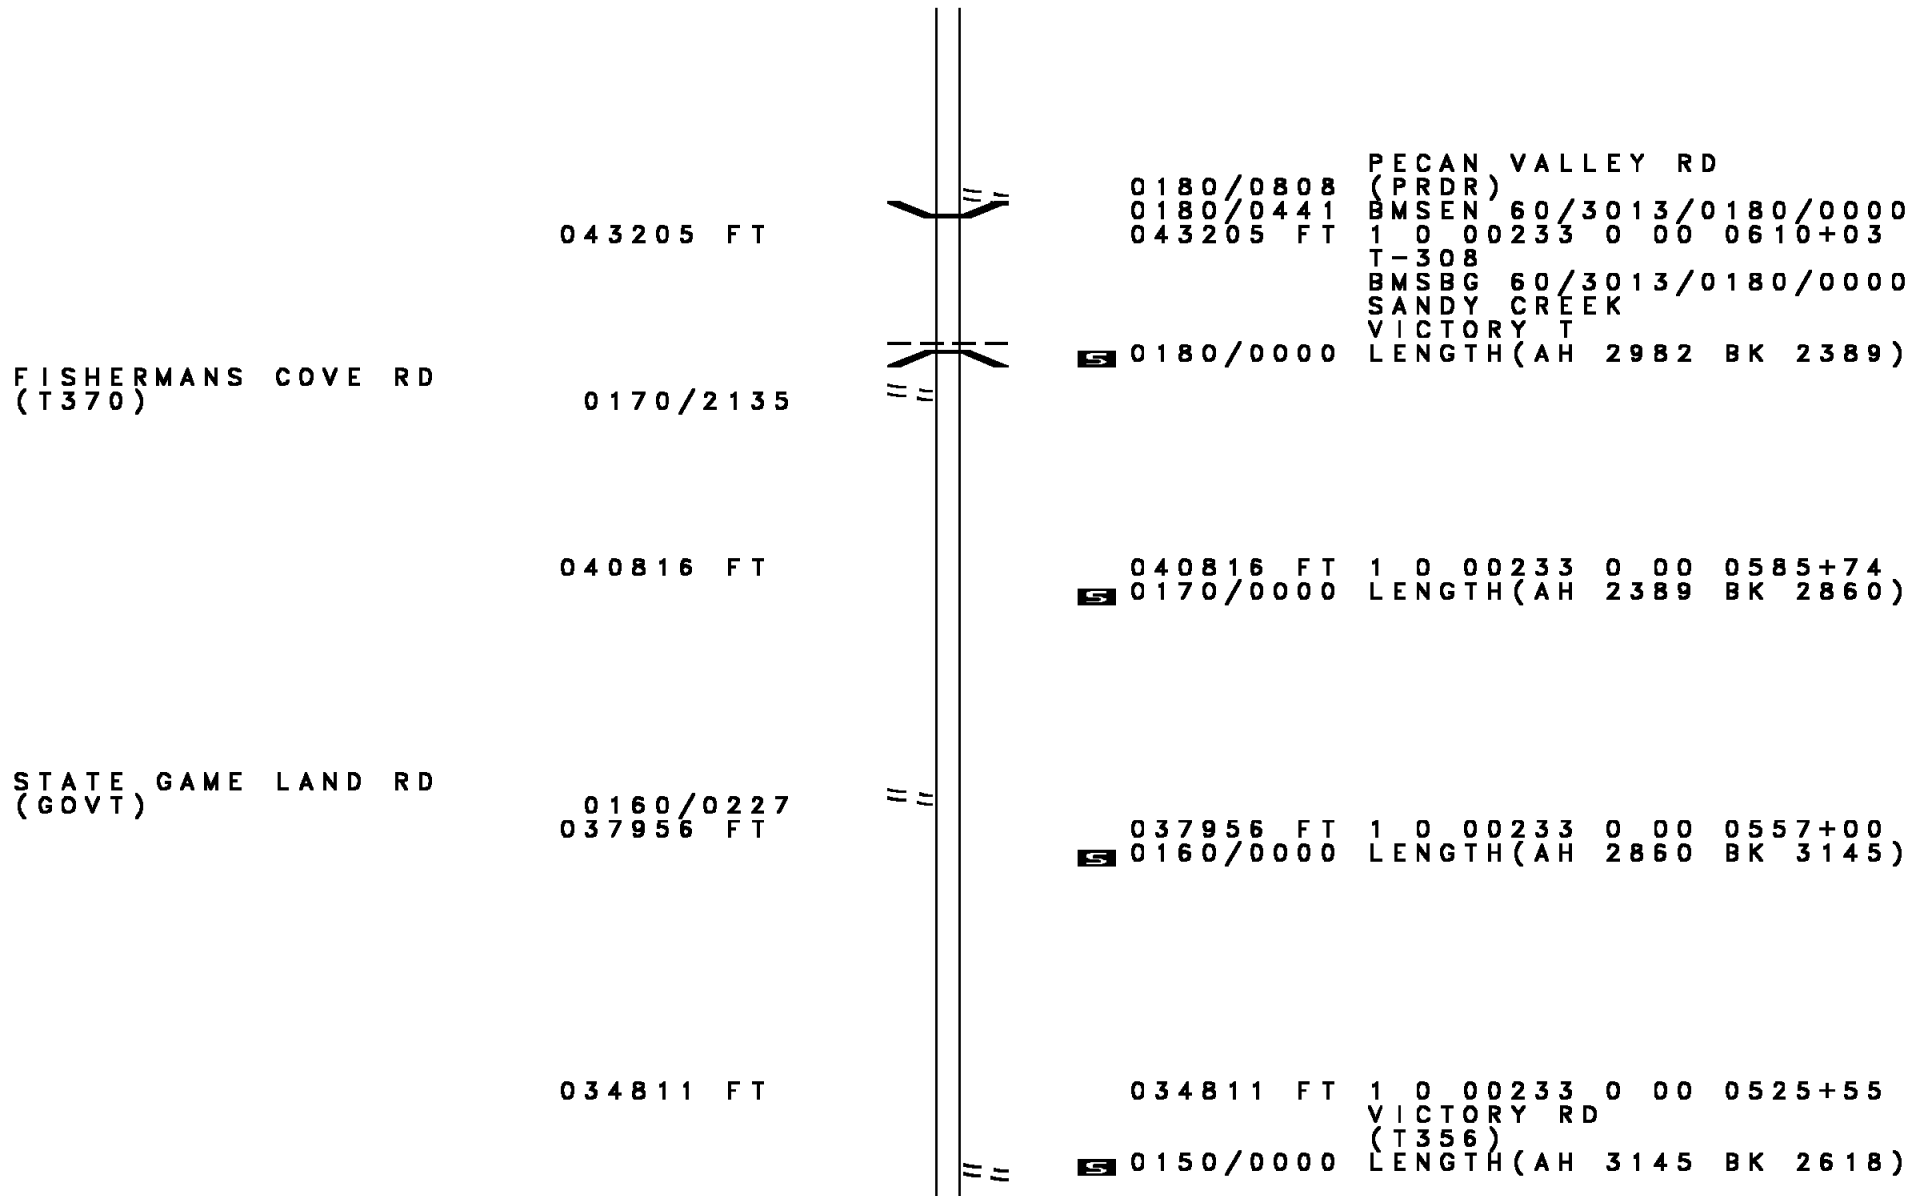 PECAN VALLEY RD
0180/0808 (PRDR)
0180/0441 BMSEN 60/3013/0180/0000
043205 FT 043205 FT 1 0 00233 0 00 0610+03
T-308
BMSBG 60/3013/0180/0000
SANDY CREEK
VICTORY T
S 0180/0000 LENGTH(AH 2982 BK 2389)
FISHERMANS COVE RD
(T370) 0170/2135
040816 FT 040816 FT 1 0 00233 0 00 0585+74
S 0170/0000 LENGTH(AH 2389 BK 2860)
STATE GAME LAND RD
(GOVT) 0160/0227
037956 FT 037956 FT 1 0 00233 0 00 0557+00
S 0160/0000 LENGTH(AH 2860 BK 3145)
034811 FT 034811 FT 1 0 00233 0 00 0525+55
VICTORY RD
(T356)
S 0150/0000 LENGTH(AH 3145 BK 2618)